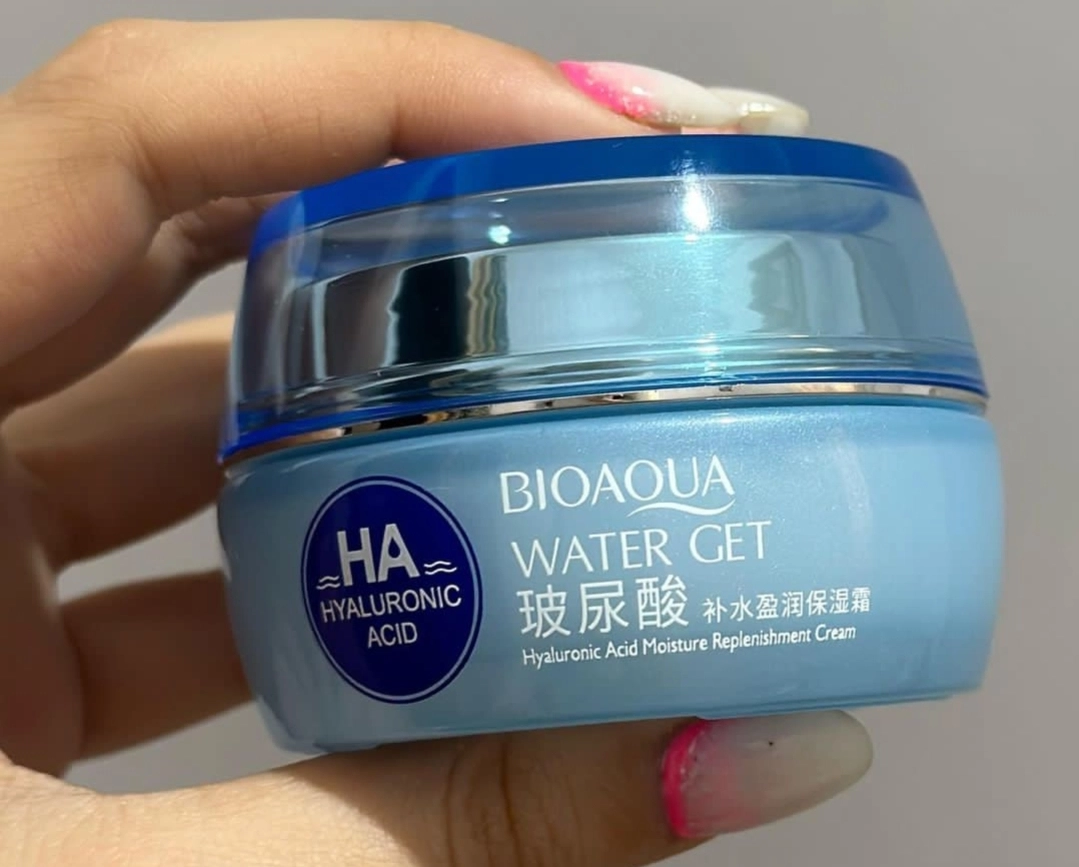 HA
HYALURONIC
ACID
BIOAQUA
WATER GET
玻尿酸 补水盈润保湿霜
Hyaluronic Acid Moisture Replenishment Cream